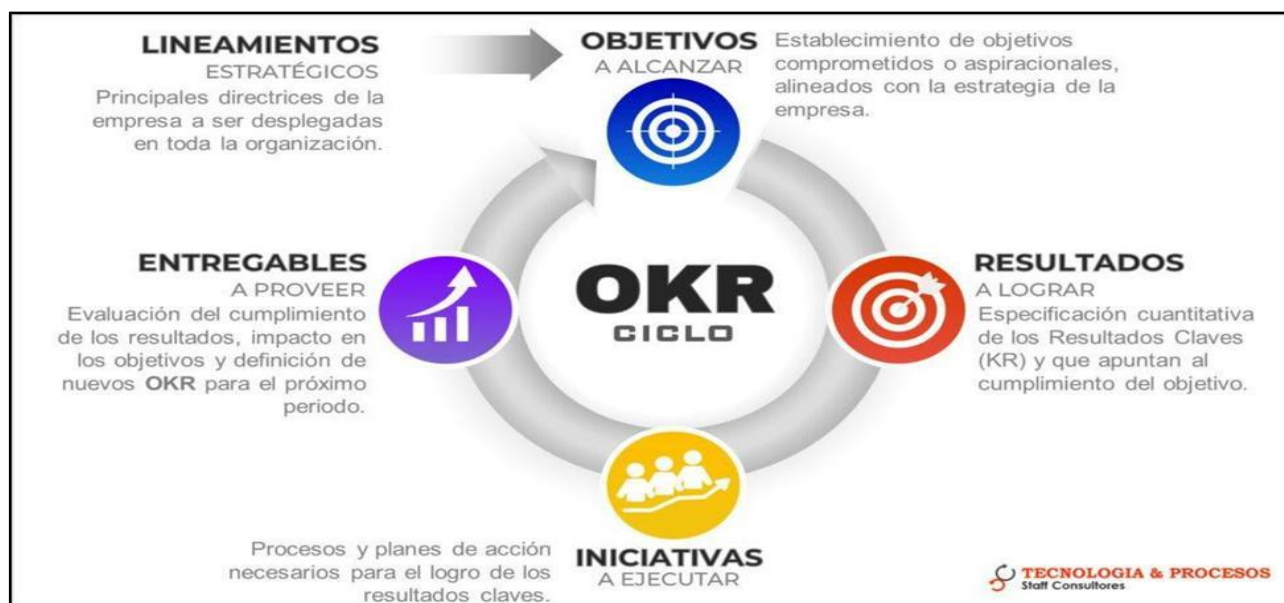 LINEAMIENTOS
ESTRATÉGICOS
Principales directrices de la
empresa a ser desplegadas
en toda la organización.
OBJETIVOS
A ALCANZAR
Establecimiento de objetivos
comprometidos o aspiracionales,
alineados con la estrategia de la
empresa.
ENTREGABLES
A PROVEER
Evaluación del cumplimiento
de los resultados, impacto en
los objetivos y definición de
nuevos OKR para el próximo
periodo.
OKR
CICLO
RESULTADOS
A LOGRAR
Especificación cuantitativa
de los Resultados Claves
(KR) y que apuntan al
cumplimiento del objetivo.
Procesos y planes de acción
necesarios para el logro de los
resultados claves.
INICIATIVAS
A EJECUTAR
TECNOLOGIA & PROCESOS
Staff Consultores